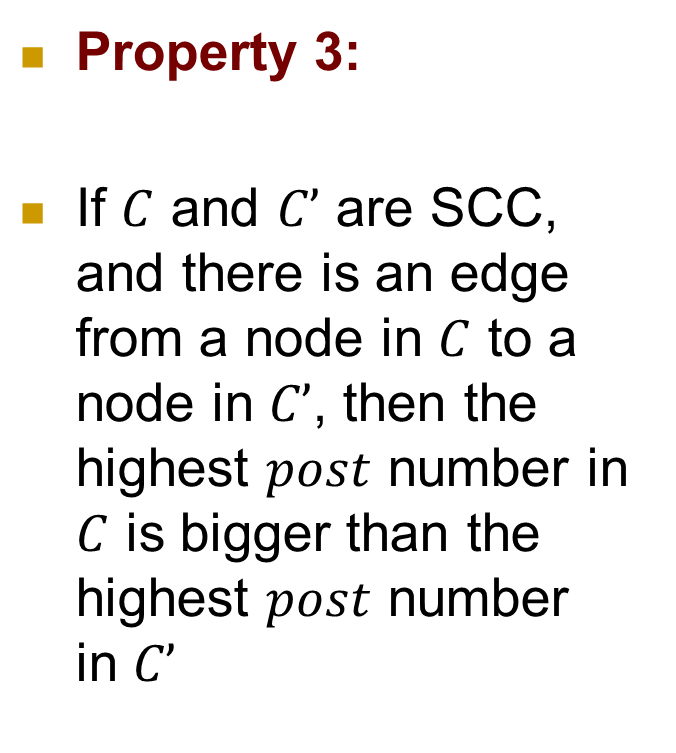 Property 3:
If C and C’ are SCC,
and there is an edge
from a node in C to a
node in C’, then the
highest post number in
C is bigger than the
highest post number
in C’